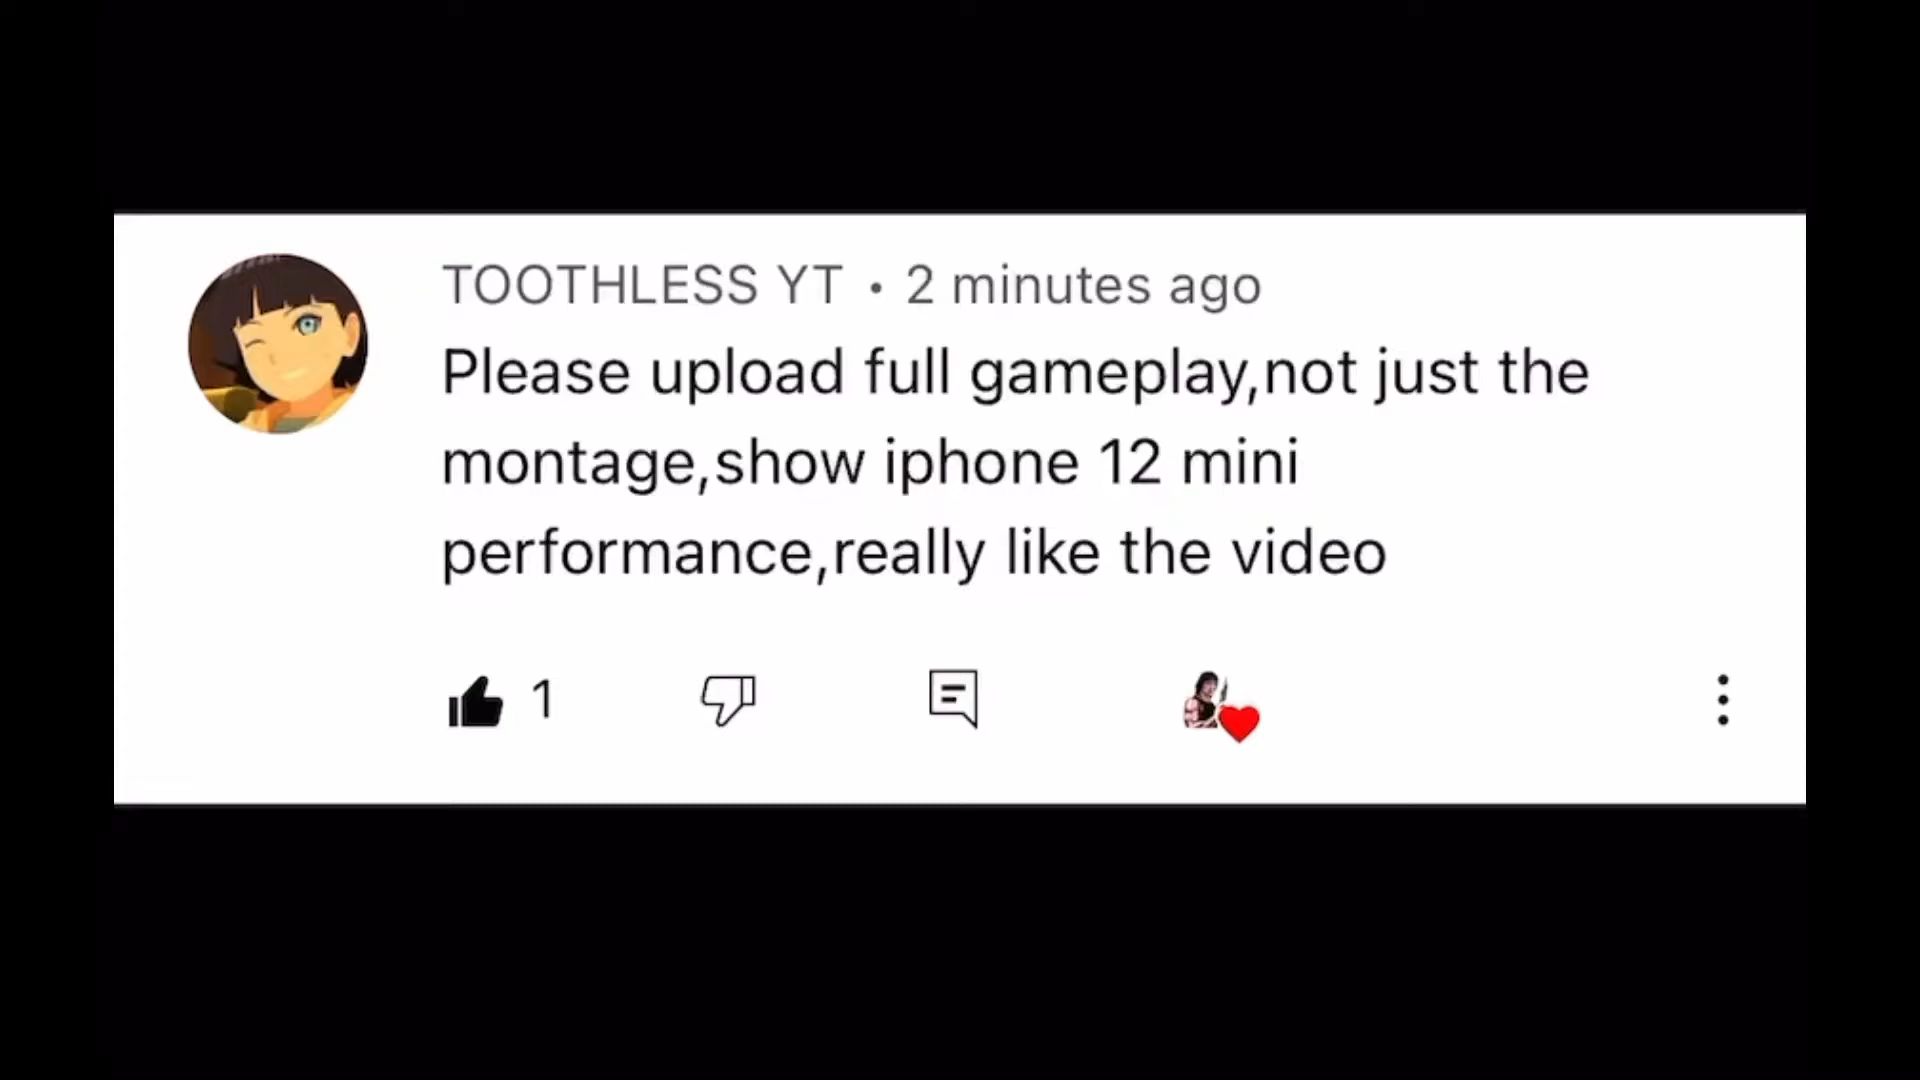 TOOTHLESS YT • 2 minutes ago
Please upload full gameplay,not just the
montage,show iphone 12 mini
performance,really like the video
1